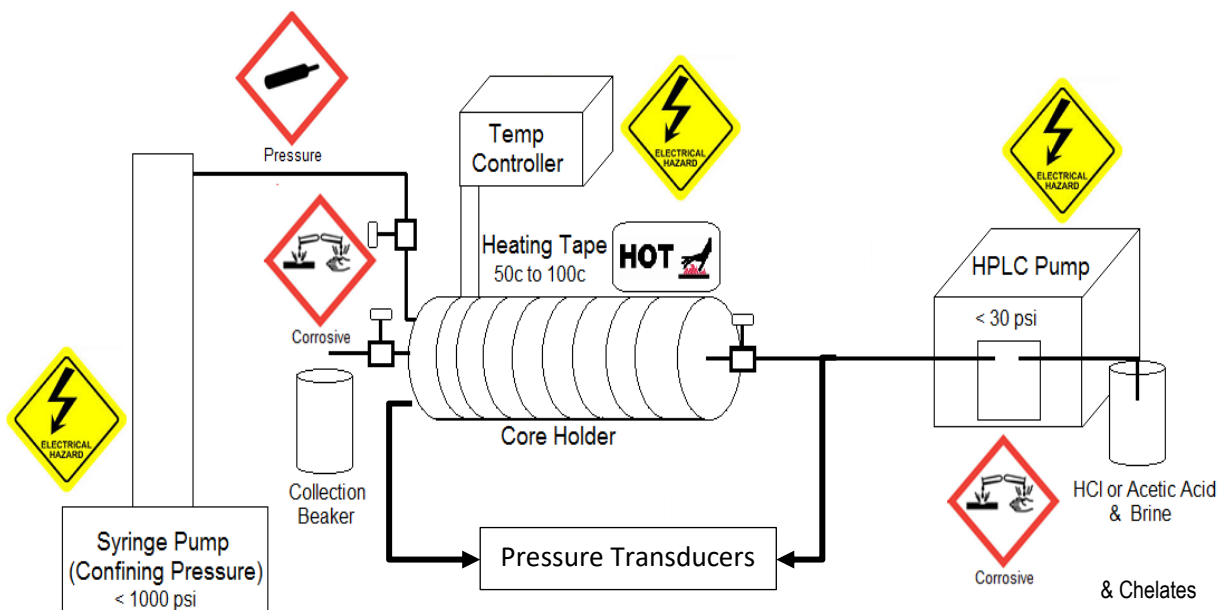 Pressure
Temp
Controller
ELECTRICAL
HAZARD
ELECTRICAL
HAZARD
Heating Tape
50c to 100c
HOT
HPLC Pump
< 30 psi
Corrosive
ELECTRICAL
HAZARD
Core Holder
Collection
Beaker
HCl or Acetic Acid
& Brine
Syringe Pump
(Confining Pressure)
< 1000 psi
Pressure Transducers
Corrosive
& Chelates